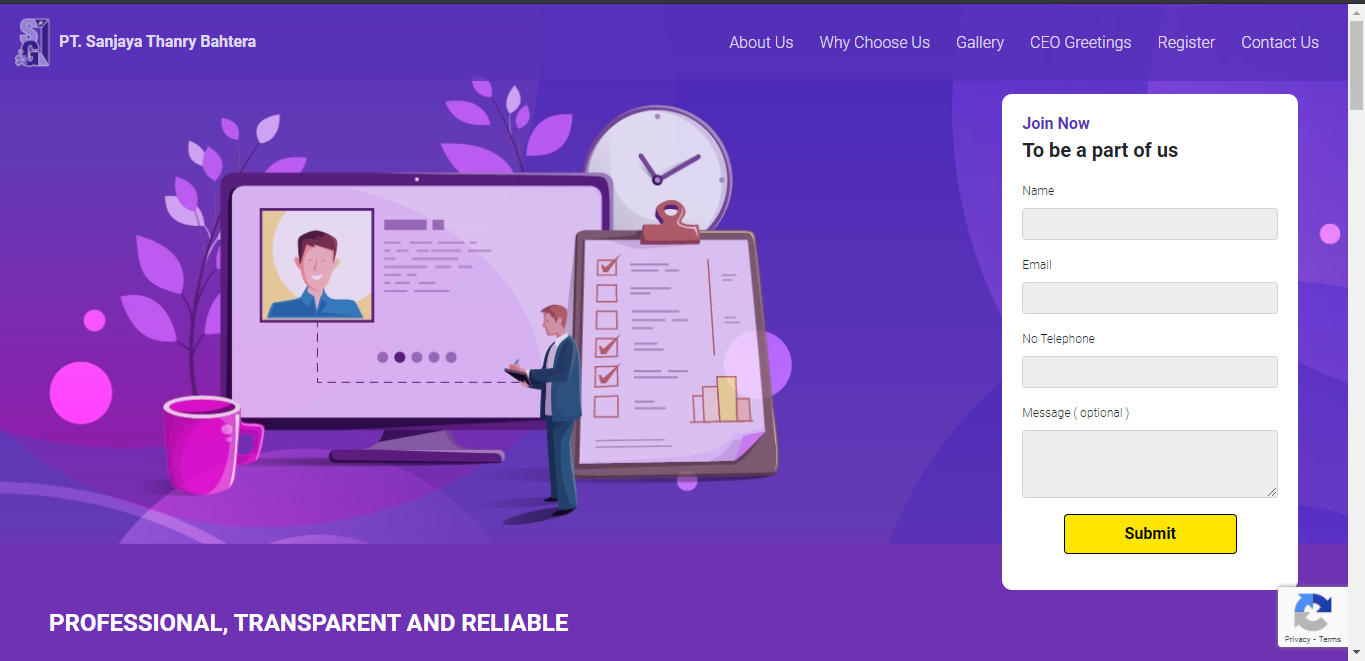 SiG
PT. Sanjaya Thanry Bahtera
About Us
Why Choose Us
Gallery
CEO Greetings
Register
Contact Us
Join Now
To be a part of us
Name
Email
No Telephone
Message ( optional )
Submit
PROFESSIONAL, TRANSPARENT AND RELIABLE
Privacy - Terms